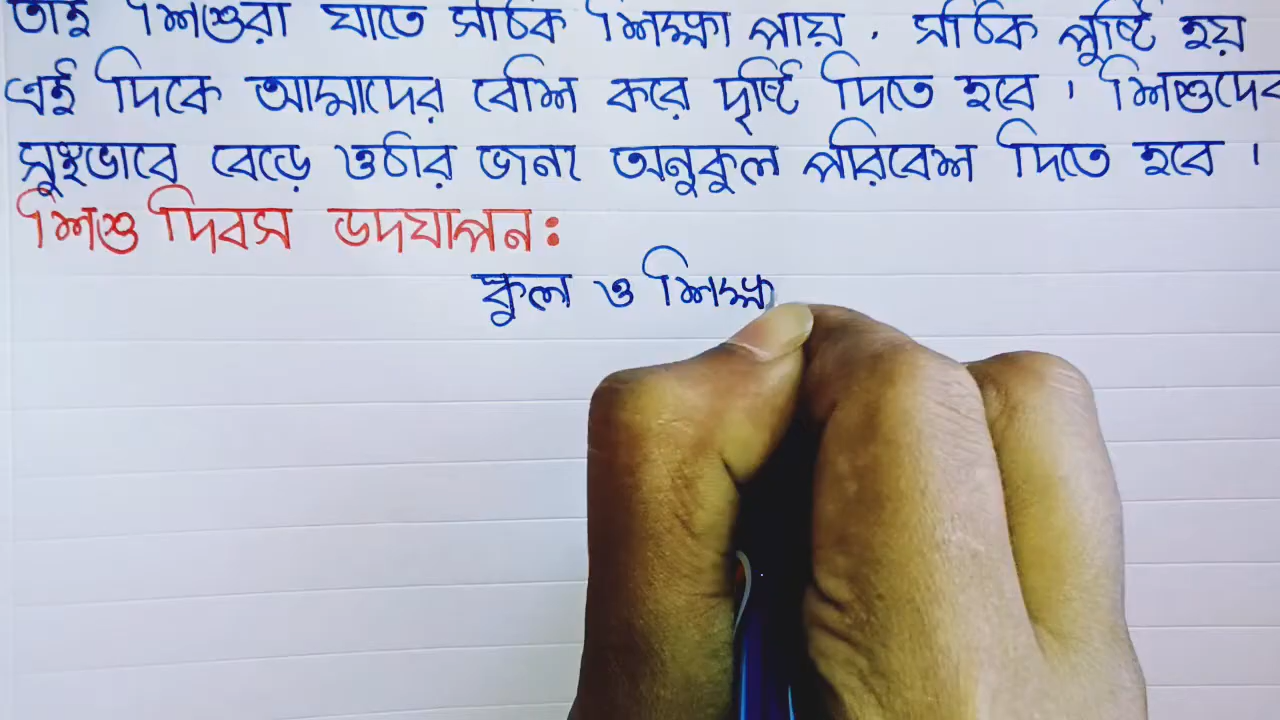 তাই শিশুরা যাতে সঠিক শিক্ষা পায়, সঠিক পুষ্টি হয়
এই দিকে আমাদের বেশি করে দৃষ্টি দিতে হবে। শিশুদের
সুস্থভাবে বেড়ে ওঠার জন্য অনুকুল পরিবেশ দিতে হবে।
শিশু দিবস উদযাপন:
স্কুল ও শিক্ষা